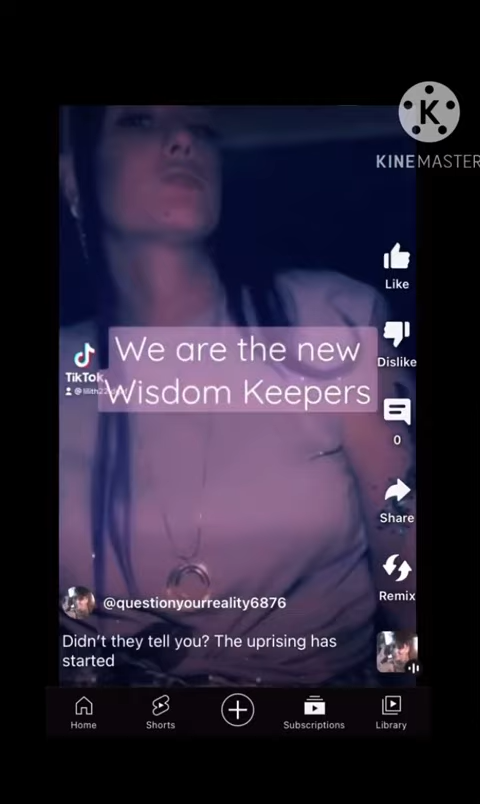 K
KINEMASTER
Like
We are the new
Wisdom Keepers
TikTok
Dislike
0
Share
@questionyourreality6876
Remix
Didn't they tell you? The uprising has
started
Home
Shorts
Subscriptions
Library